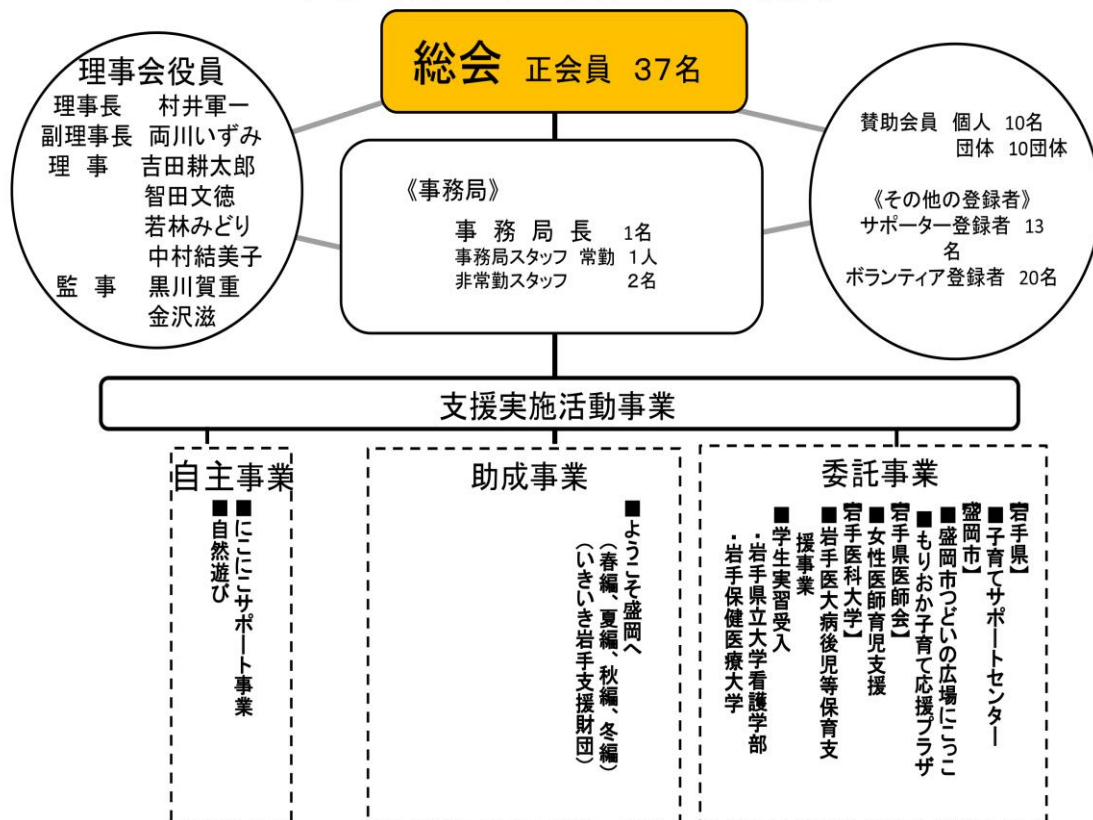 総会 正会員 37名
理事会役員
理事長 村井軍一
副理事長 両川いずみ
理 事 吉田耕太郎
智田文徳
若林みどり
中村結美子
監 事 黒川賀重
金沢滋
《事務局》
事 務 局 長 1名
事務局スタッフ 常勤 1人
非常勤スタッフ 2名
賛助会員 個人 10名
団体 10団体
《その他の登録者》
サポーター登録者 13
名
ボランティア登録者 20名
支援実施活動事業
自主事業
■にこにこサポート事業
■自然遊び
助成事業
■ようこそ盛岡へ
(春編、夏編、秋編、冬編)
(いきいき岩手支援財団)
委託事業
【岩手県】
■子育てサポートセンター
【盛岡市】
■盛岡市つどいの広場にこっこ
■もりおか子育て応援プラザ
【岩手県医師会】
■女性医師育児支援
【岩手医科大学】
■岩手医大病後児等保育支
援事業
■学生実習受入
・岩手県立大学看護学部
・岩手保健医療大学